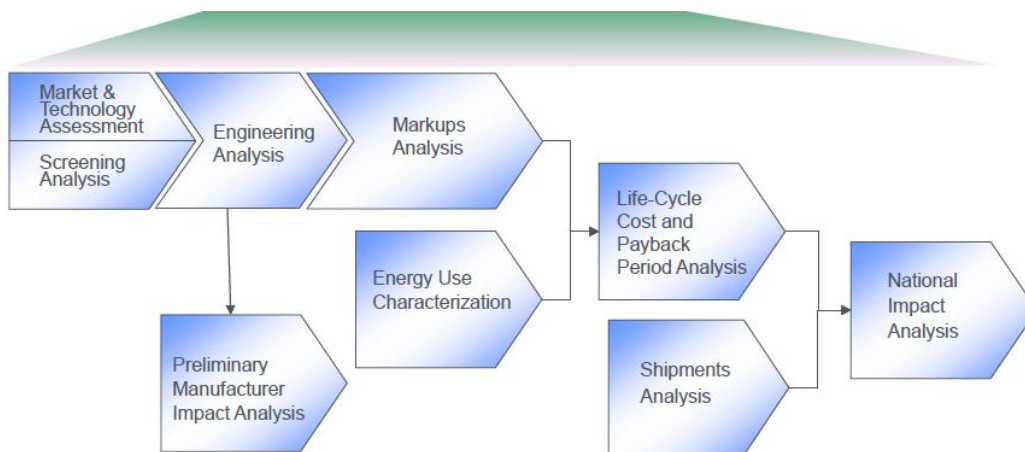 Market &
Technology
Assessment
Screening
Analysis
Engineering
Analysis
Markups
Analysis
Life-Cycle
Cost and
Payback
Period Analysis
Energy Use
Characterization
National
Impact
Analysis
Preliminary
Manufacturer
Impact Analysis
Shipments
Analysis